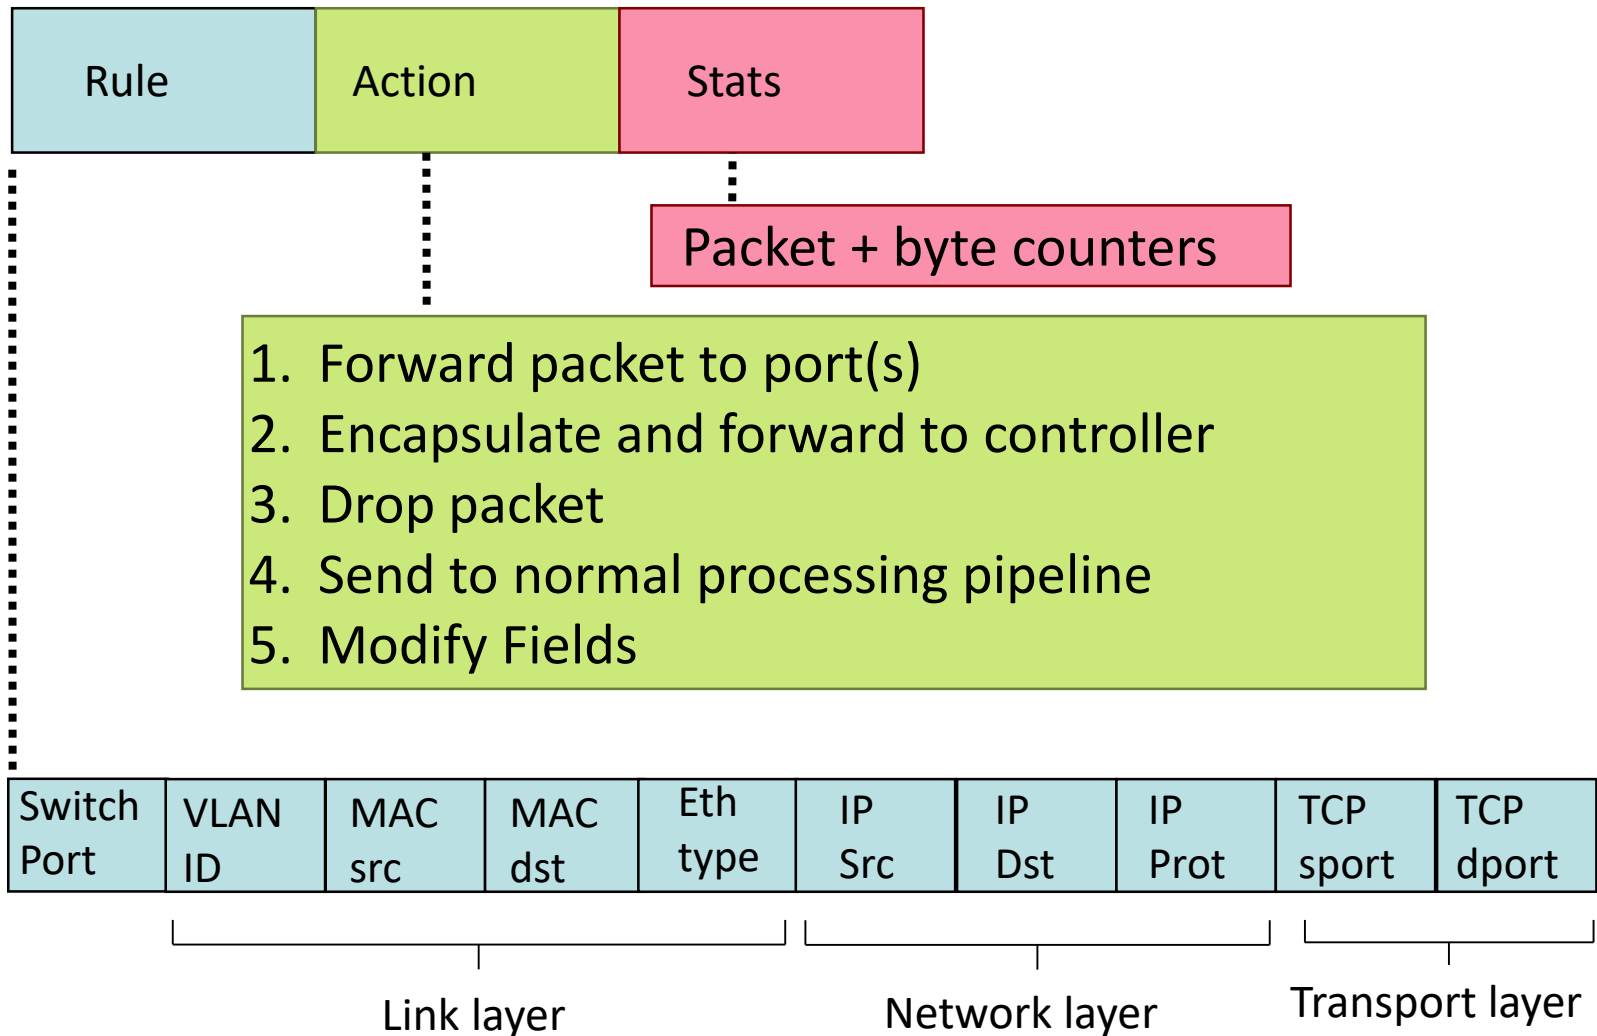 Rule
Action
Stats
Packet + byte counters
1. Forward packet to port(s)
2. Encapsulate and forward to controller
3. Drop packet
4. Send to normal processing pipeline
5. Modify Fields
Switch
Port
VLAN
ID
MAC
src
MAC
dst
Eth
type
IP
Src
IP
Dst
IP
Prot
TCP
sport
TCP
dport
Link layer
Network layer
Transport layer